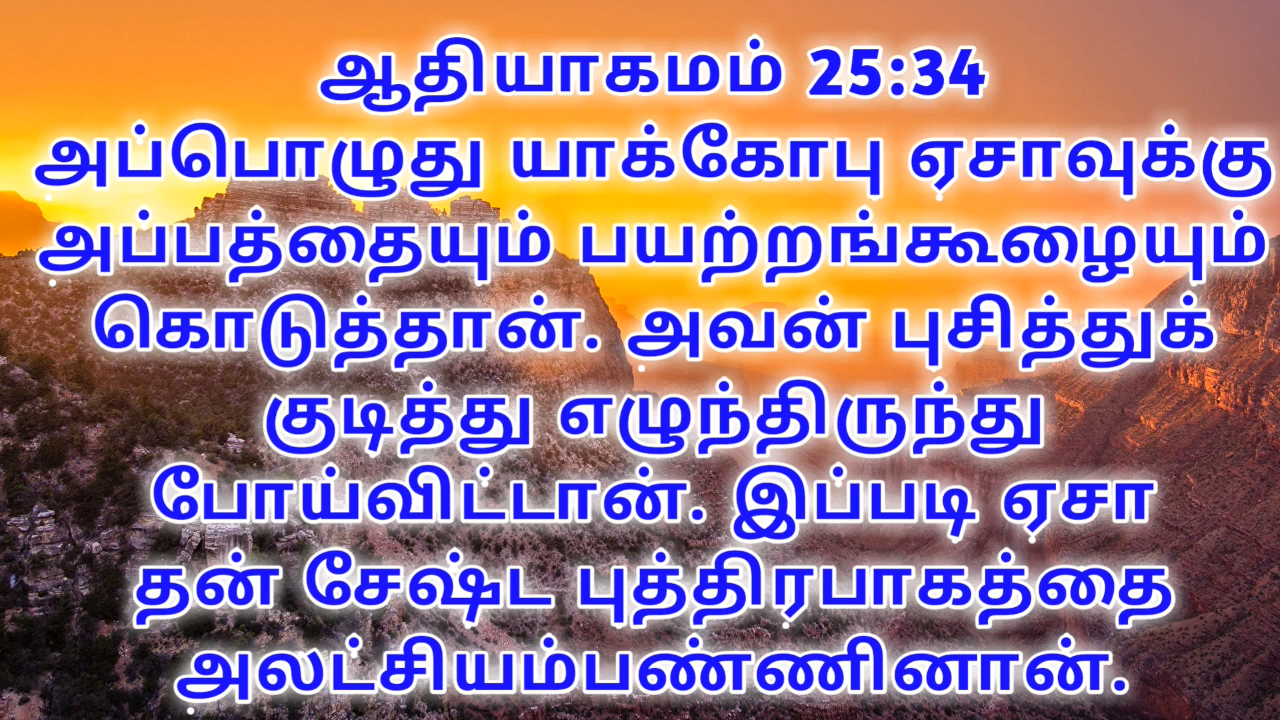 ஆதியாகமம் 25:34
அப்பொழுது யாக்கோபு ஏசாவுக்கு
அப்பத்தையும் பயற்றங்கூழையும்
கொடுத்தான். அவன் புசித்துக்
குடித்து எழுந்திருந்து
போய்விட்டான். இப்படி ஏசா
தன் சேஷ்ட புத்திரபாகத்தை
அலட்சியம்பண்ணினான்.